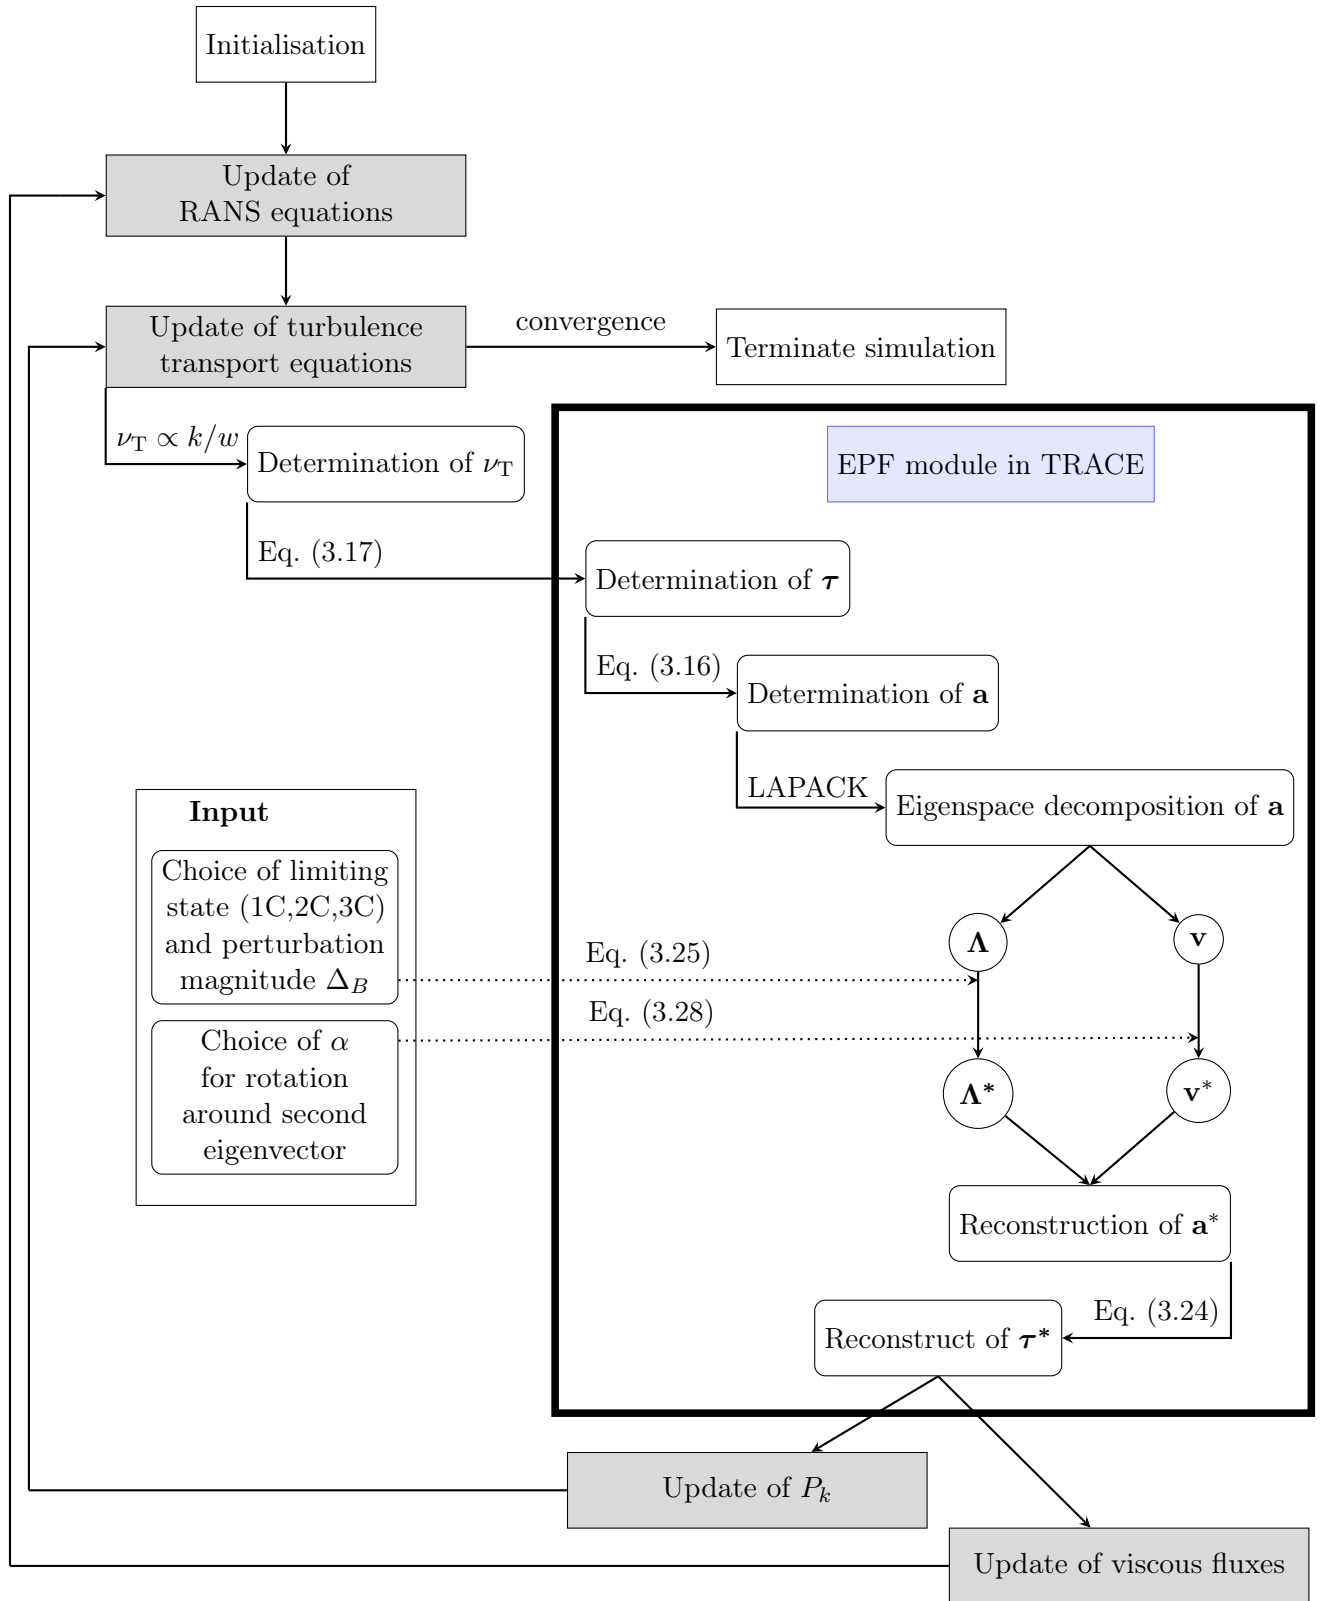 Initialisation
Update of
RANS equations
Update of turbulence
transport equations
convergence
Terminate simulation
ν_T ∝ k/w
Determination of ν_T
EPF module in TRACE
Eq. (3.17)
Determination of τ
Eq. (3.16)
Determination of a
LAPACK
Eigenspace decomposition of a
Input
Choice of limiting
state (1C,2C,3C)
and perturbation
magnitude Δ_B
Eq. (3.25)
Λ
v
Eq. (3.28)
Choice of α
for rotation
around second
eigenvector
Λ*
v*
Reconstruction of a*
Eq. (3.24)
Reconstruct of τ*
Update of P_k
Update of viscous fluxes